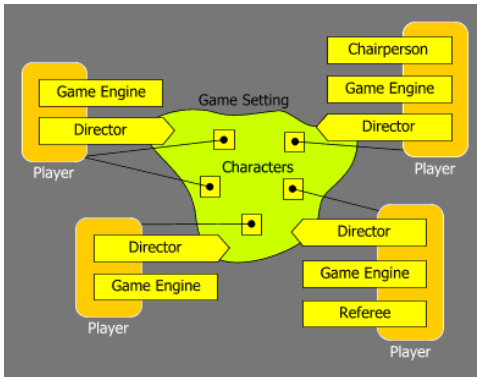 Chairperson
Game Engine
Game Engine
Game Setting
Director
Director
Player
Characters
Player
Director
Director
Game Engine
Game Engine
Referee
Player
Player